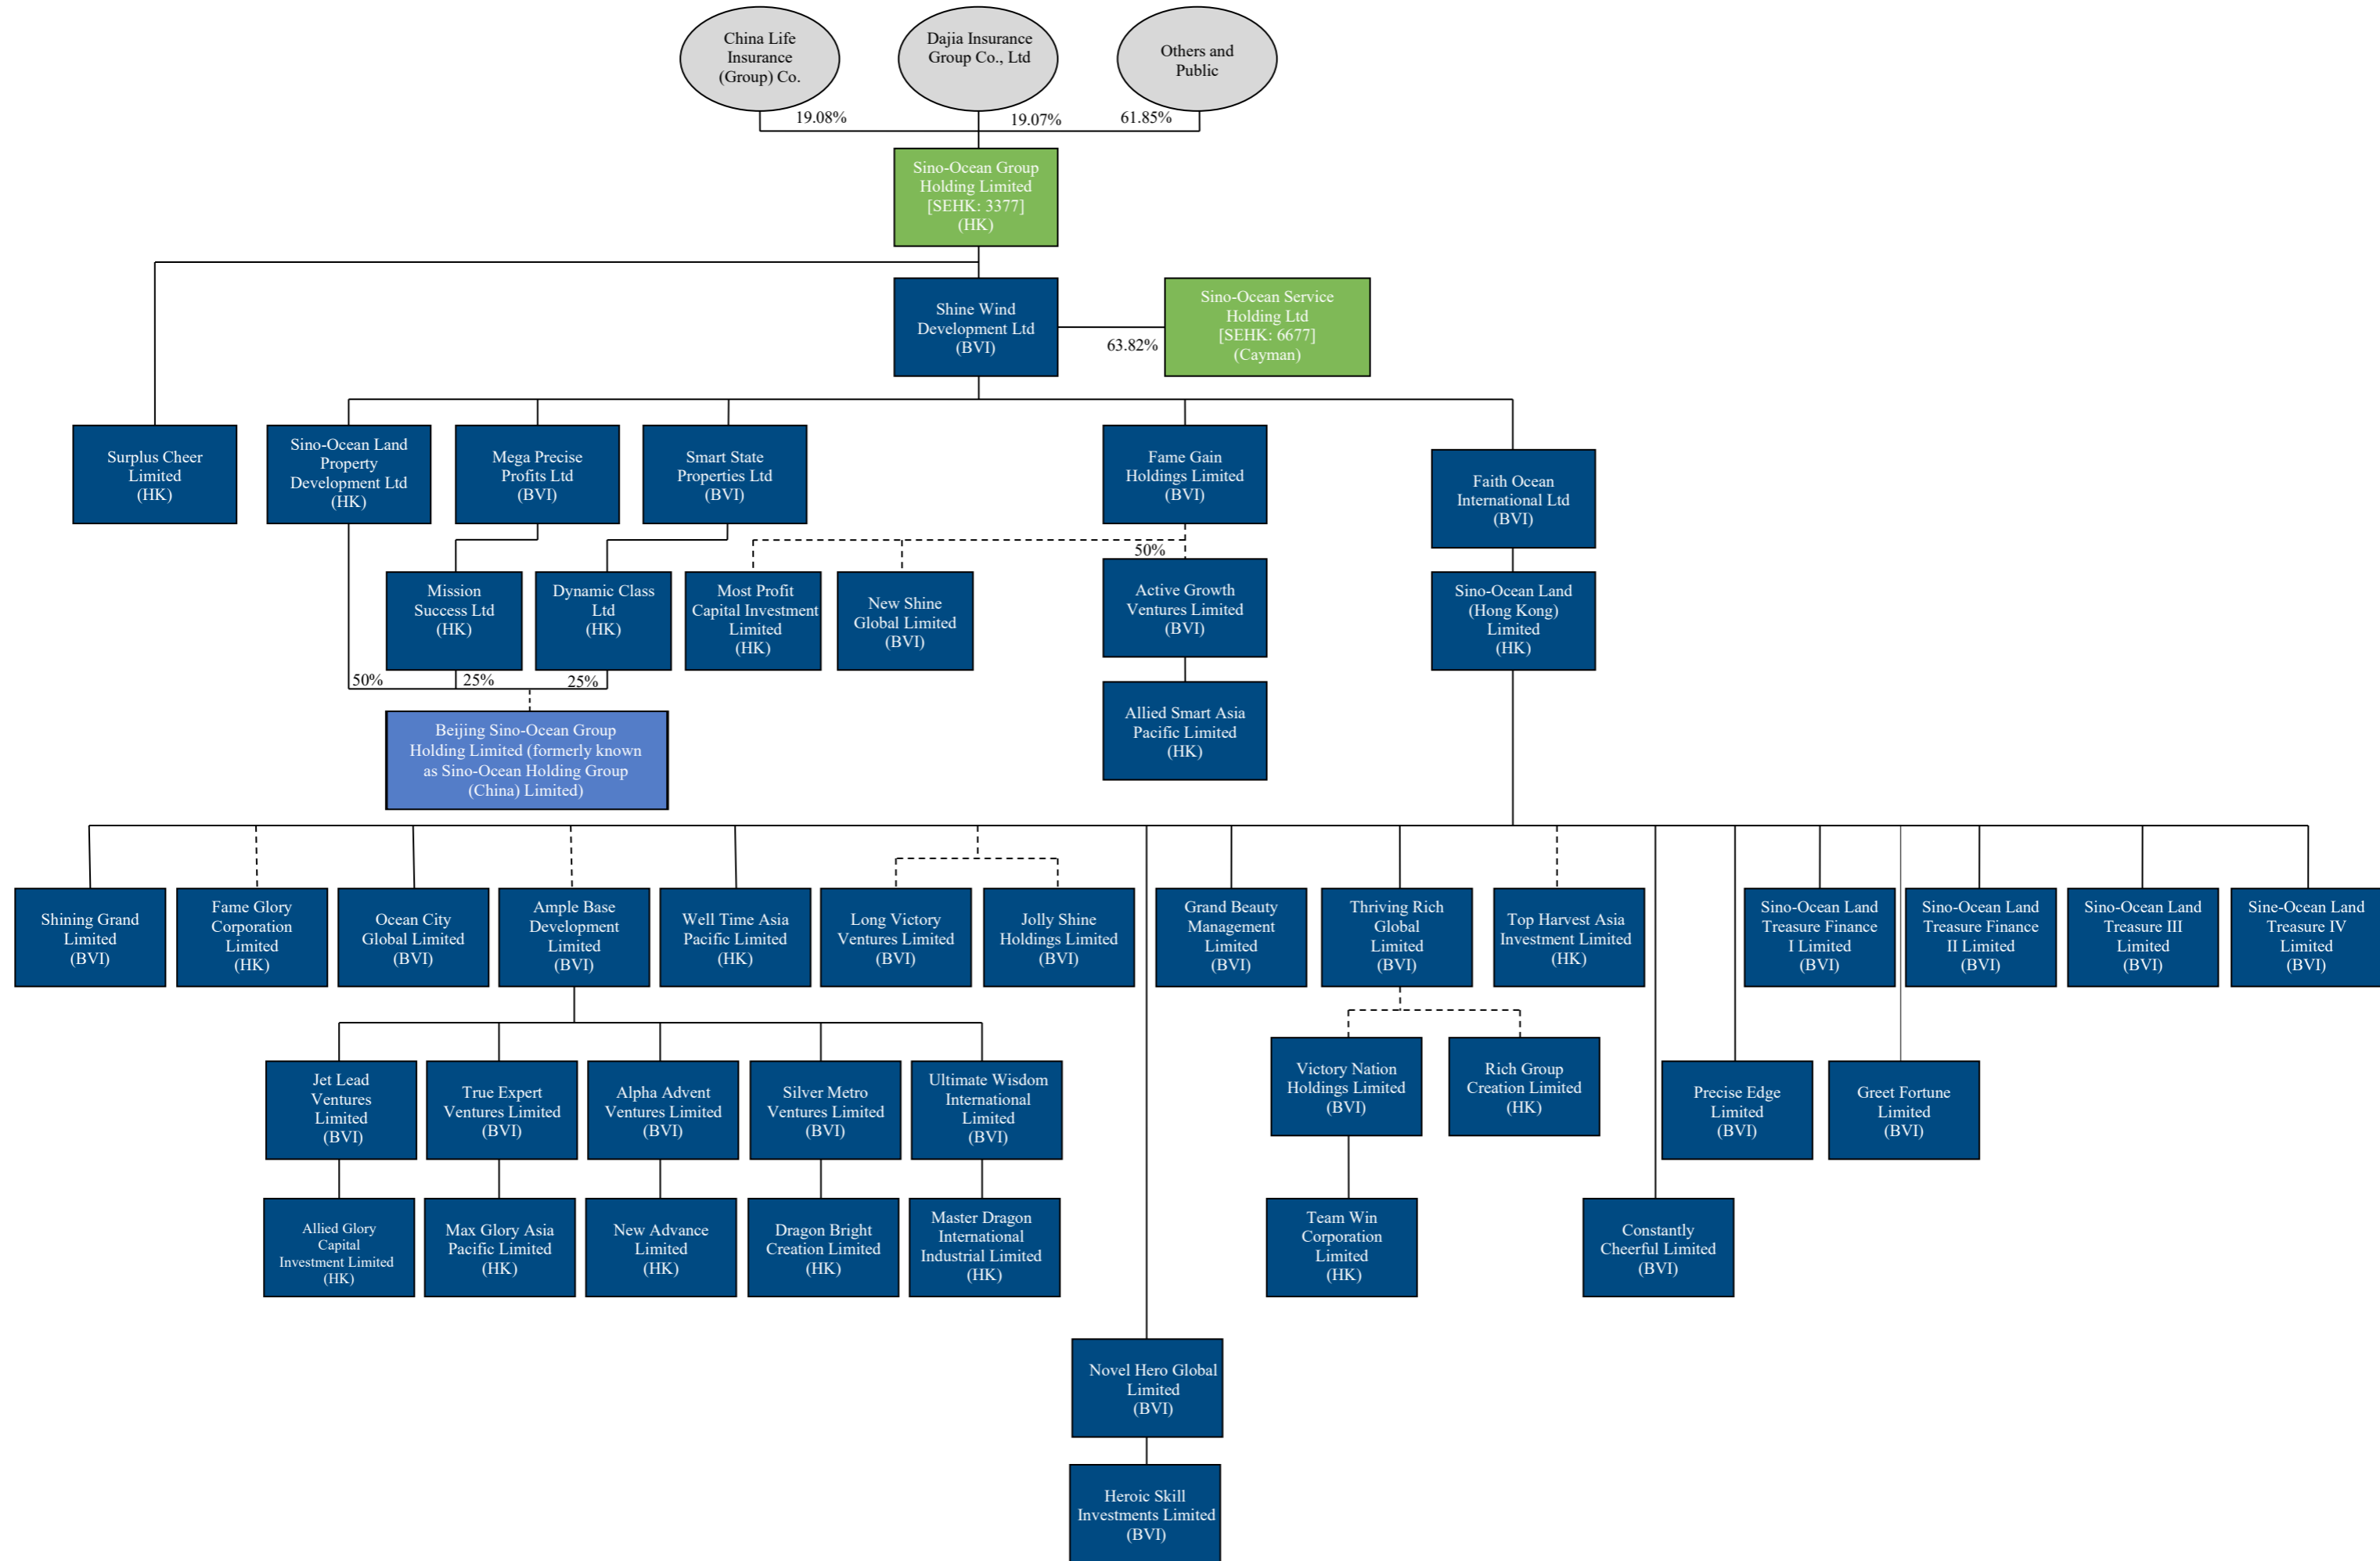 China Life
Insurance
(Group) Co.
Dajia Insurance
Group Co., Ltd
Others and
Public
19.08%
19.07%
61.85%
Sino-Ocean Group
Holding Limited
[SEHK: 3377]
(HK)
Shine Wind
Development Ltd
(BVI)
63.82%
Sino-Ocean Service
Holding Ltd
[SEHK: 6677]
(Cayman)
Surplus Cheer
Limited
(HK)
Sino-Ocean Land
Property
Development Ltd
(HK)
Mega Precise
Profits Ltd
(BVI)
Smart State
Properties Ltd
(BVI)
Fame Gain
Holdings Limited
(BVI)
Faith Ocean
International Ltd
(BVI)
50%
Mission
Success Ltd
(HK)
Dynamic Class
Ltd
(HK)
Most Profit
Capital Investment
Limited
(HK)
New Shine
Global Limited
(BVI)
Active Growth
Ventures Limited
(BVI)
Sino-Ocean Land
(Hong Kong)
Limited
(HK)
50%
25%
25%
Beijing Sino-Ocean Group
Holding Limited (formerly known
as Sino-Ocean Holding Group
(China) Limited)
Allied Smart Asia
Pacific Limited
(HK)
Shining Grand
Limited
(BVI)
Fame Glory
Corporation
Limited
(HK)
Ocean City
Global Limited
(BVI)
Ample Base
Development
Limited
(BVI)
Well Time Asia
Pacific Limited
(HK)
Long Victory
Ventures Limited
(BVI)
Jolly Shine
Holdings Limited
(BVI)
Grand Beauty
Management
Limited
(BVI)
Thriving Rich
Global
Limited
(BVI)
Top Harvest Asia
Investment Limited
(HK)
Sino-Ocean Land
Treasure Finance
I Limited
(BVI)
Sino-Ocean Land
Treasure Finance
II Limited
(BVI)
Sino-Ocean Land
Treasure III
Limited
(BVI)
Sine-Ocean Land
Treasure IV
Limited
(BVI)
Jet Lead
Ventures
Limited
(BVI)
True Expert
Ventures Limited
(BVI)
Alpha Advent
Ventures Limited
(BVI)
Silver Metro
Ventures Limited
(BVI)
Ultimate Wisdom
International
Limited
(BVI)
Victory Nation
Holdings Limited
(BVI)
Rich Group
Creation Limited
(HK)
Precise Edge
Limited
(BVI)
Greet Fortune
Limited
(BVI)
Allied Glory
Capital
Investment Limited
(HK)
Max Glory Asia
Pacific Limited
(HK)
New Advance
Limited
(HK)
Dragon Bright
Creation Limited
(HK)
Master Dragon
International
Industrial Limited
(HK)
Team Win
Corporation
Limited
(HK)
Constantly
Cheerful Limited
(BVI)
Novel Hero Global
Limited
(BVI)
Heroic Skill
Investments Limited
(BVI)